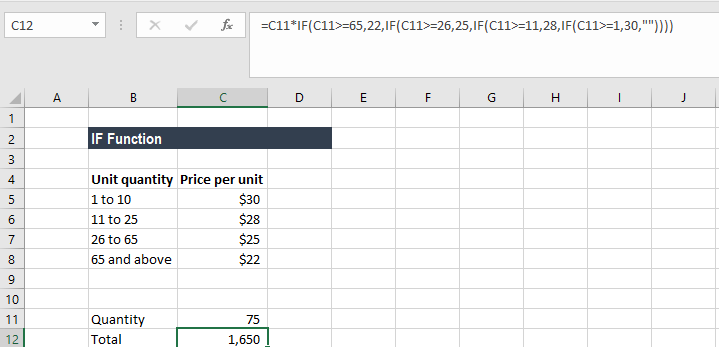 C12 fx =C11*IF(C11>=65,22,IF(C11>=26,25,IF(C11>=11,28,IF(C11>=1,30,""))))
A B C D E F G H I J
1
2 IF Function
3
4 Unit quantity Price per unit
5 1 to 10 $30
6 11 to 25 $28
7 26 to 65 $25
8 65 and above $22
9
10
11 Quantity 75
12 Total 1,650